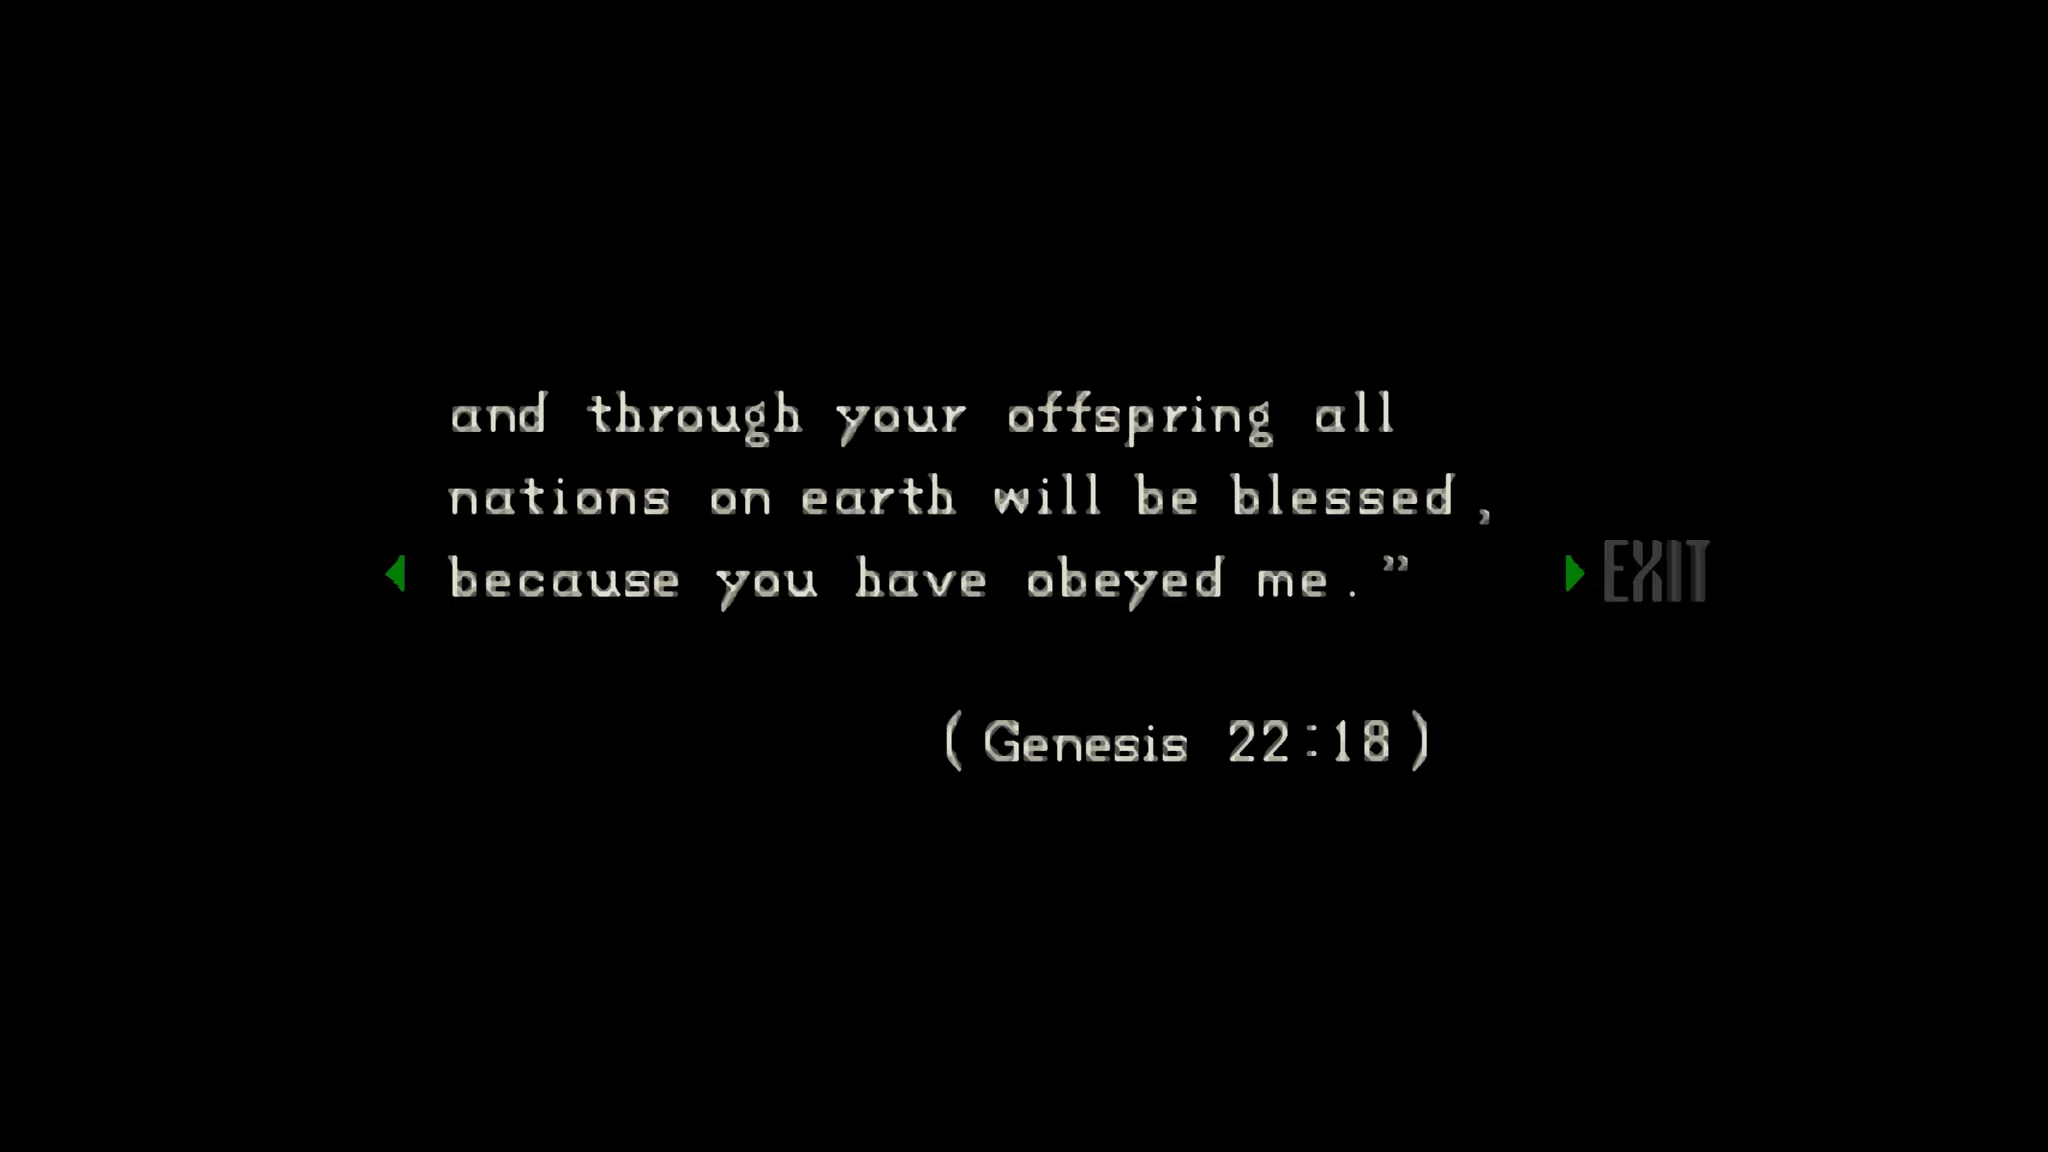 and through your offspring all
nations on earth will be blessed,
because you have obeyed me.”
EXIT
(Genesis 22:18)